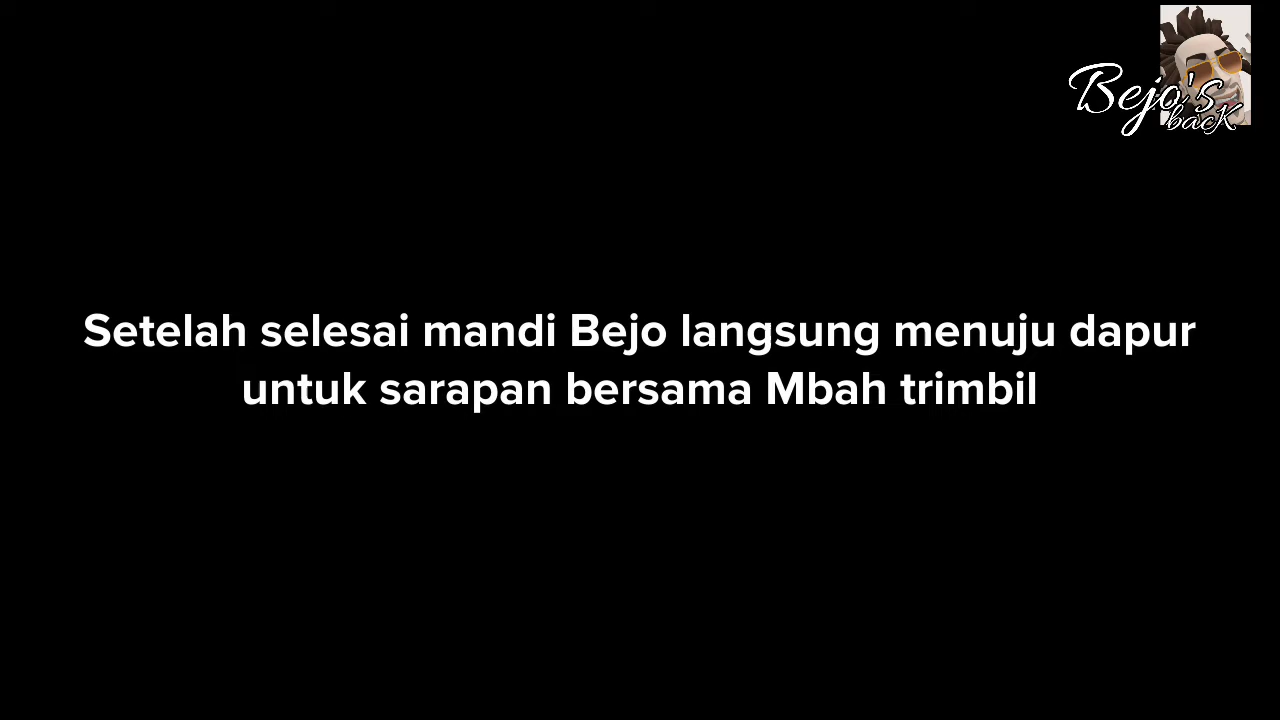 Bejo's
back
Setelah selesai mandi Bejo langsung menuju dapur
untuk sarapan bersama Mbah trimbil